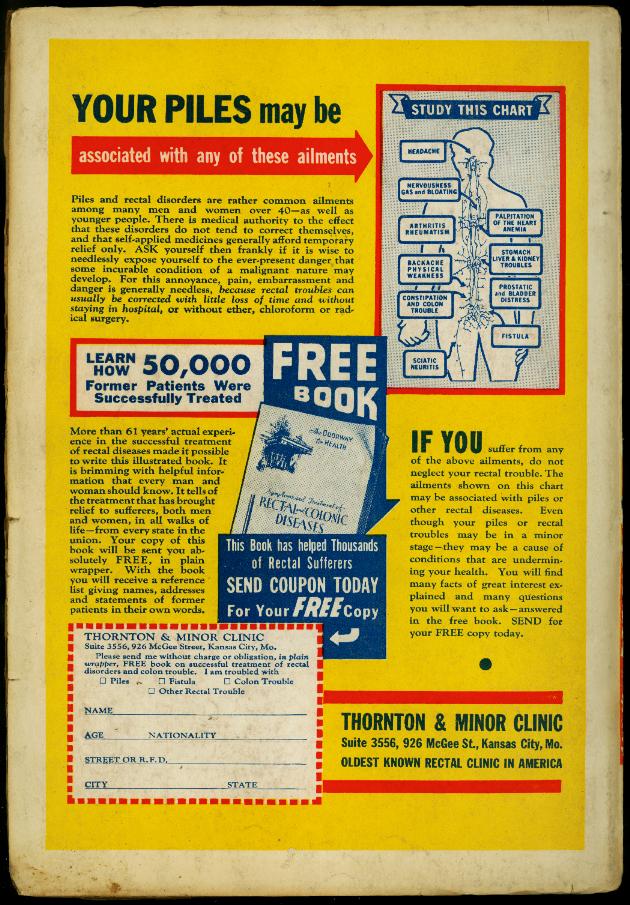 YOUR PILES may be
associated with any of these ailments
Piles and rectal disorders are rather common ailments
among many men and women over 40—as well as
younger people. There is medical authority to the effect
that these disorders do not tend to correct themselves,
and that self-applied medicines generally afford temporary
relief only. ASK yourself then frankly if it is wise to
needlessly expose yourself to the ever-present danger that
some incurable condition of a malignant nature may
develop. For this annoyance, pain, embarrassment and
danger is generally needless, because rectal troubles can
usually be corrected with little loss of time and without
staying in hospital, or without ether, chloroform or rad-
ical surgery.
STUDY THIS CHART
HEADACHE
NERVOUSNESS
GAS and BLOATING
ARTHRITIS
RHEUMATISM
BACKACHE
PHYSICAL
WEAKNESS
CONSTIPATION
AND COLON
TROUBLE
SCIATIC
NEURITIS
PALPITATION
OF THE HEART
ANEMIA
STOMACH
LIVER & KIDNEY
TROUBLES
PROSTATIC
and BLADDER
DISTRESS
FISTULA
LEARN
HOW 50,000
Former Patients Were
Successfully Treated
FREE
BOOK
More than 61 years' actual experi-
ence in the successful treatment
of rectal diseases made it possible
to write this illustrated book. It
is brimming with helpful infor-
mation that every man and
woman should know. It tells of
the treatment that has brought
relief to sufferers, both men
and women, in all walks of
life—from every state in the
union. Your copy of this
book will be sent you ab-
solutely FREE, in plain
wrapper. With the book
you will receive a reference
list giving names, addresses
and statements of former
patients in their own words.
The DOORWAY
to HEALTH
Symptoms and Treatment of
RECTAL and COLONIC
DISEASES
This Book has helped Thousands
of Rectal Sufferers
SEND COUPON TODAY
For Your FREE Copy
IF YOU suffer from any
of the above ailments, do not
neglect your rectal trouble. The
ailments shown on this chart
may be associated with piles or
other rectal diseases. Even
though your piles or rectal
troubles may be in a minor
stage—they may be a cause of
conditions that are undermin-
ing your health. You will find
many facts of great interest ex-
plained and many questions
you will want to ask—answered
in the free book. SEND for
your FREE copy today.
THORNTON & MINOR CLINIC
Suite 3556, 926 McGee Street, Kansas City, Mo.
Please send me without charge or obligation, in plain
wrapper, FREE book on successful treatment of rectal
disorders and colon trouble. I am troubled with
☐ Piles ☐ Fistula ☐ Colon Trouble
☐ Other Rectal Trouble
NAME
AGE NATIONALITY
STREET OR R.F.D.
CITY STATE
THORNTON & MINOR CLINIC
Suite 3556, 926 McGee St., Kansas City, Mo.
OLDEST KNOWN RECTAL CLINIC IN AMERICA